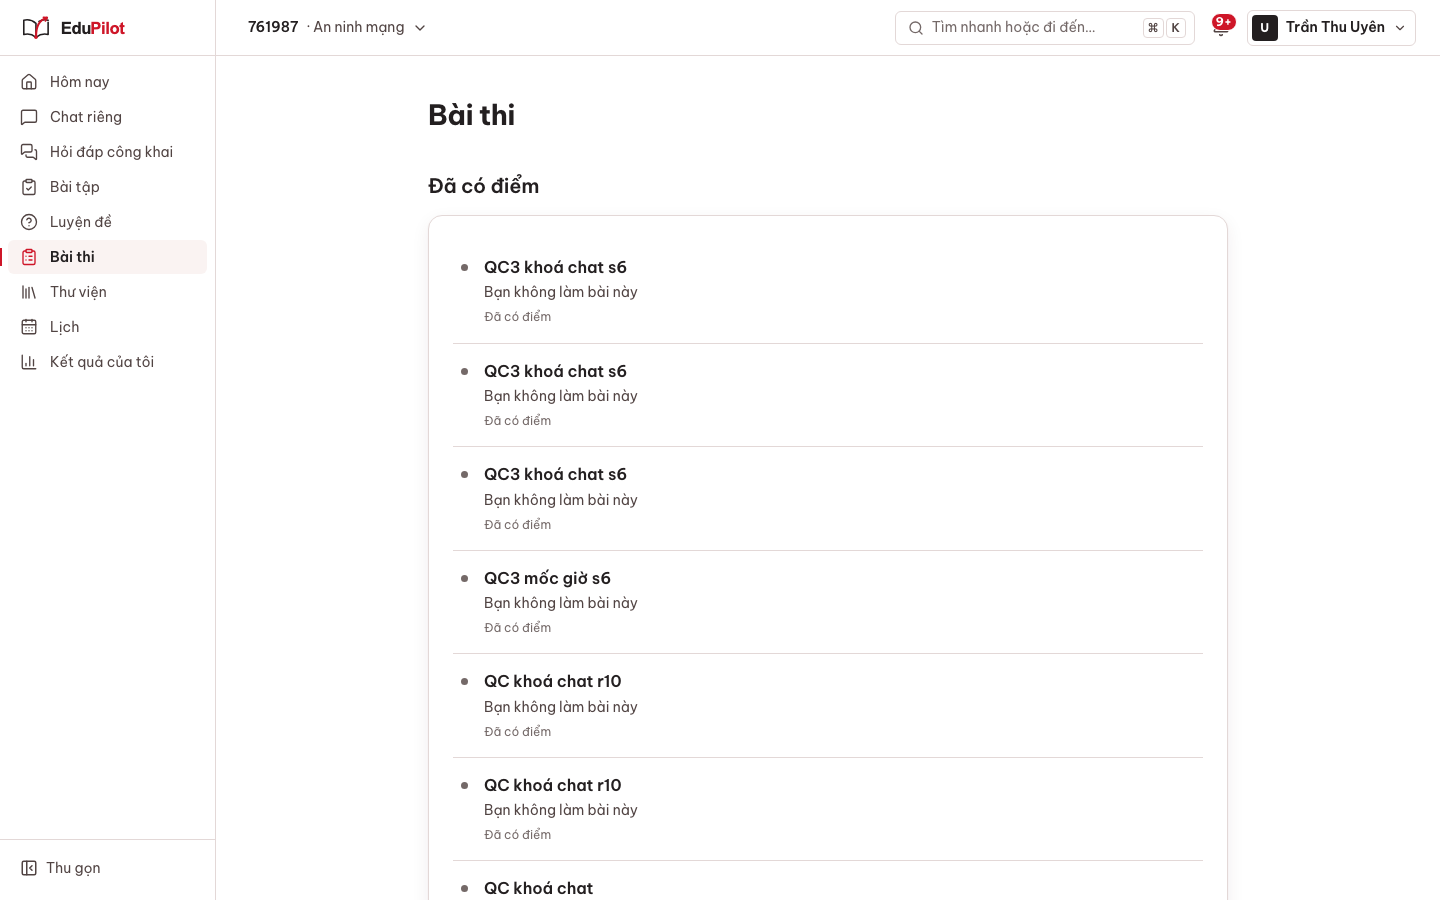 EduPilot
761987 · An ninh mạng
Tìm nhanh hoặc đi đến...
⌘ K
9+
U
Trần Thu Uyên
Hôm nay
Chat riêng
Hỏi đáp công khai
Bài tập
Luyện đề
Bài thi
Thư viện
Lịch
Kết quả của tôi
Thu gọn
Bài thi
Đã có điểm
QC3 khoá chat s6
Bạn không làm bài này
Đã có điểm
QC3 khoá chat s6
Bạn không làm bài này
Đã có điểm
QC3 khoá chat s6
Bạn không làm bài này
Đã có điểm
QC3 mốc giờ s6
Bạn không làm bài này
Đã có điểm
QC khoá chat r10
Bạn không làm bài này
Đã có điểm
QC khoá chat r10
Bạn không làm bài này
Đã có điểm
QC khoá chat